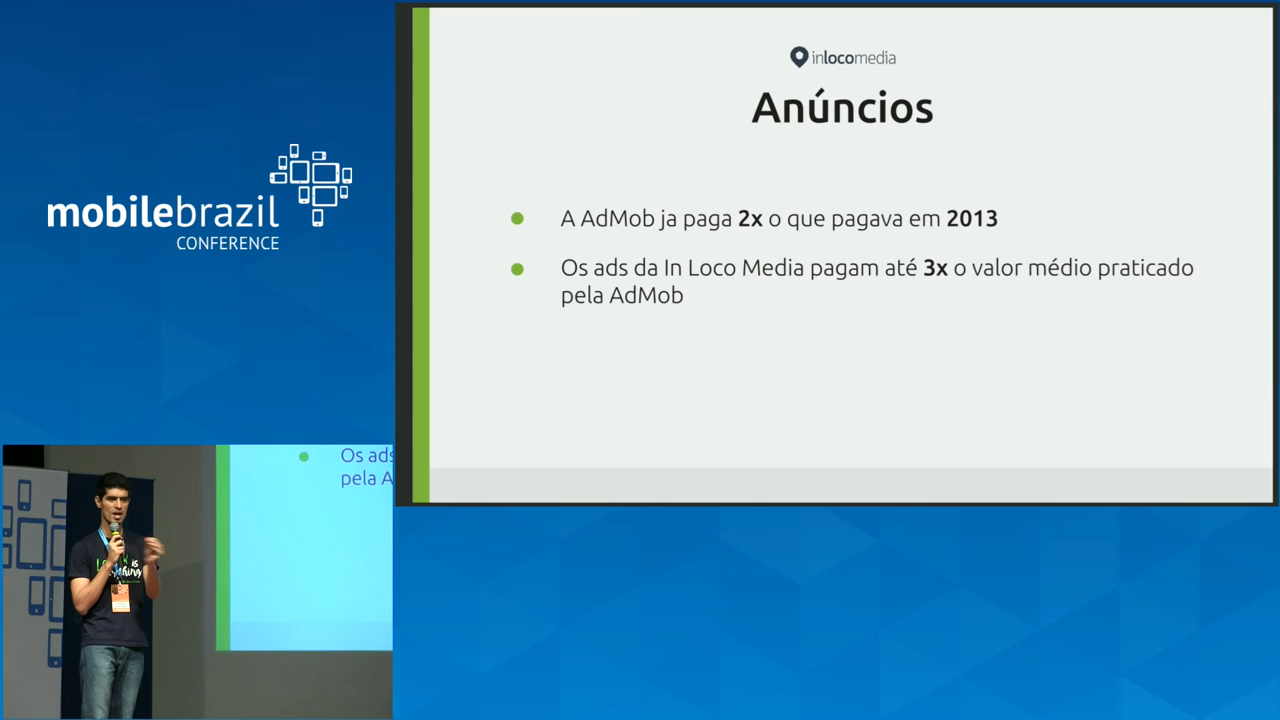 mobilebrazil
CONFERENCE
inlocomedia
Anúncios
A AdMob ja paga 2x o que pagava em 2013
Os ads da In Loco Media pagam até 3x o valor médio praticado
pela AdMob
Os ads
pela A
is